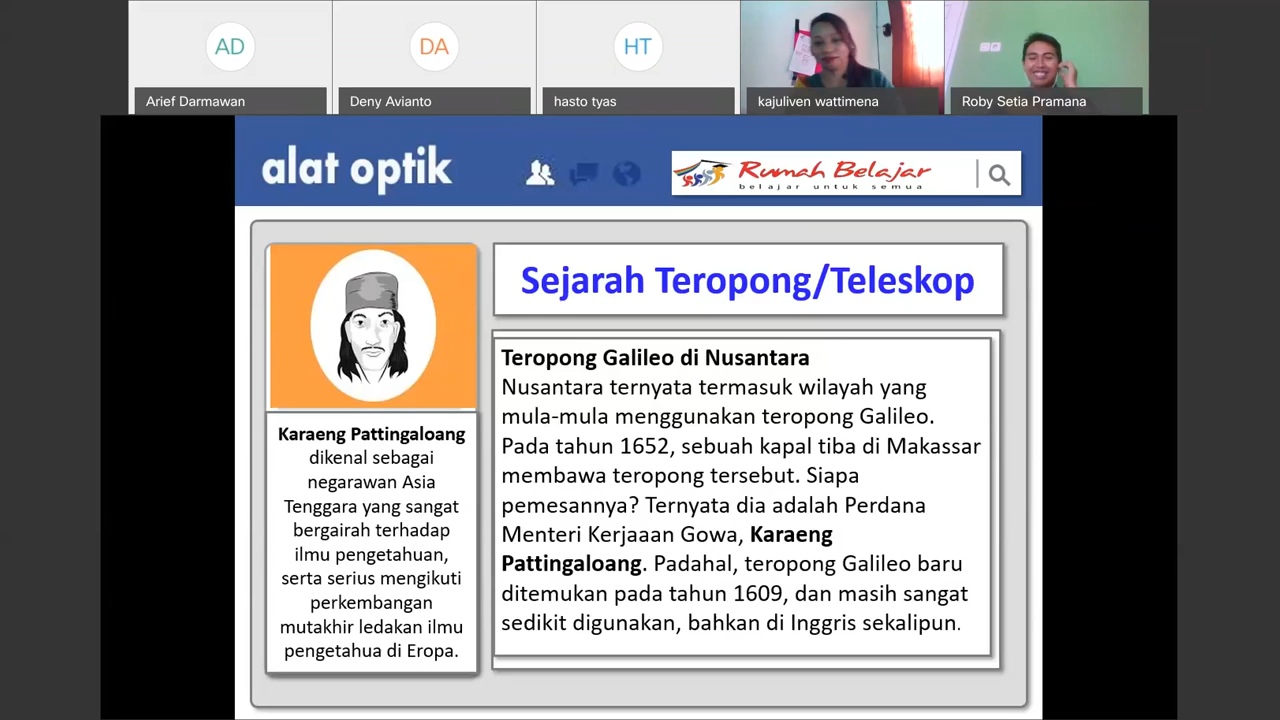 AD
DA
HT
Arief Darmawan
Deny Avianto
hasto tyas
kajuliven wattimena
Roby Setia Pramana
alat optik
Rumah Belajar
belajar untuk semua
Karaeng Pattingaloang
dikenal sebagai
negarawan Asia
Tenggara yang sangat
bergairah terhadap
ilmu pengetahuan,
serta serius mengikuti
perkembangan
mutakhir ledakan ilmu
pengetahua di Eropa.
Sejarah Teropong/Teleskop
Teropong Galileo di Nusantara
Nusantara ternyata termasuk wilayah yang
mula-mula menggunakan teropong Galileo.
Pada tahun 1652, sebuah kapal tiba di Makassar
membawa teropong tersebut. Siapa
pemesannya? Ternyata dia adalah Perdana
Menteri Kerjaaan Gowa, Karaeng
Pattingaloang. Padahal, teropong Galileo baru
ditemukan pada tahun 1609, dan masih sangat
sedikit digunakan, bahkan di Inggris sekalipun.